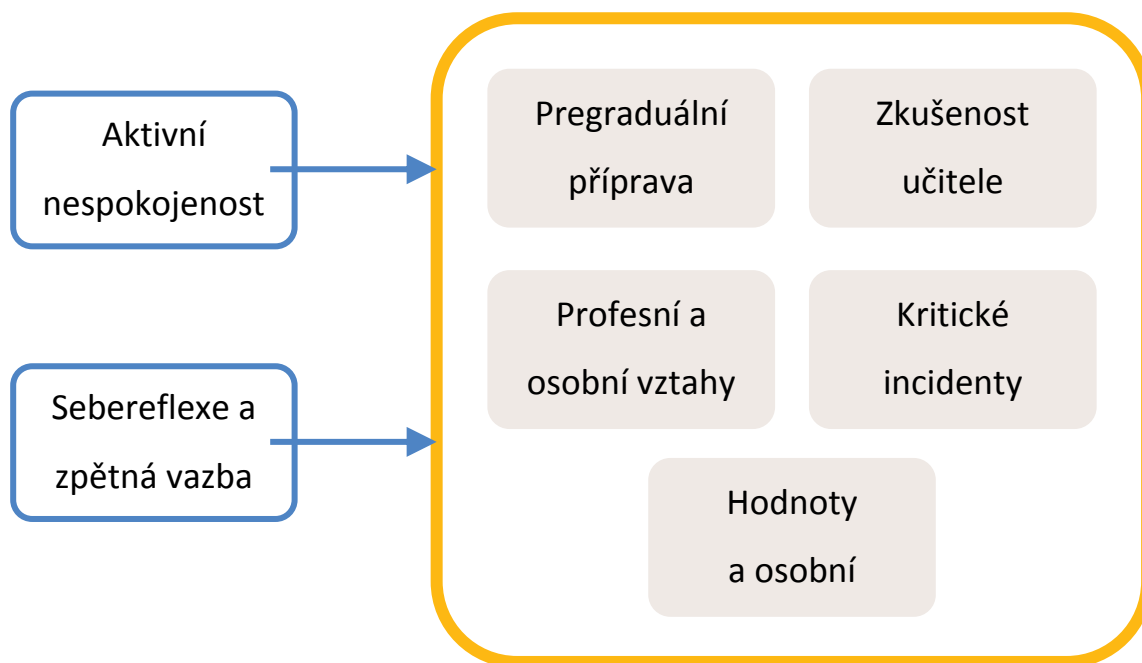 Aktivní
nespokojenost
Sebereflexe a
zpětná vazba
Pregraduální
příprava
Zkušenost
učitele
Profesní a
osobní vztahy
Kritické
incidenty
Hodnoty
a osobní